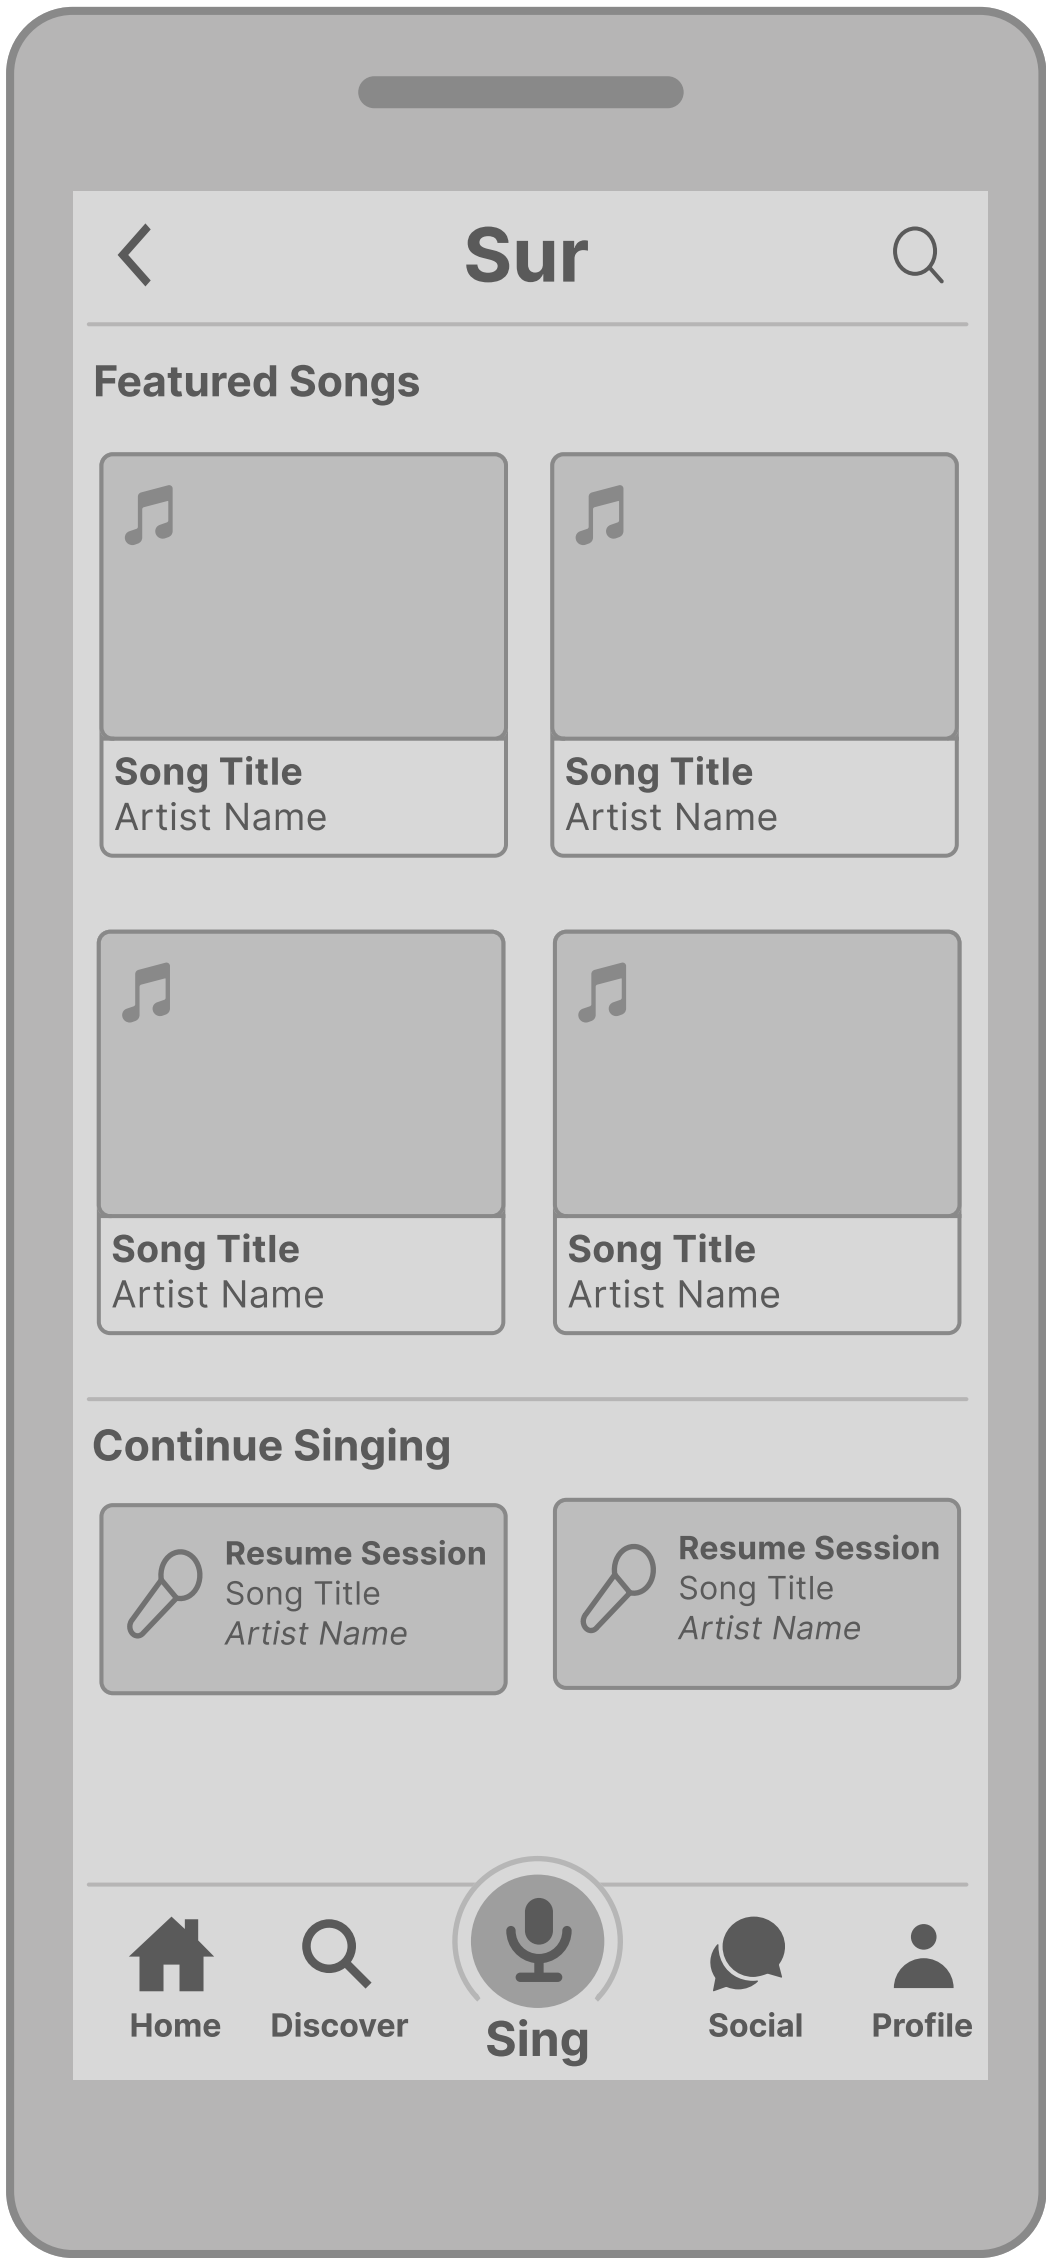 Sur
Featured Songs
Song Title
Artist Name
Song Title
Artist Name
Song Title
Artist Name
Song Title
Artist Name
Continue Singing
Resume Session
Song Title
Artist Name
Resume Session
Song Title
Artist Name
Home
Discover
Sing
Social
Profile